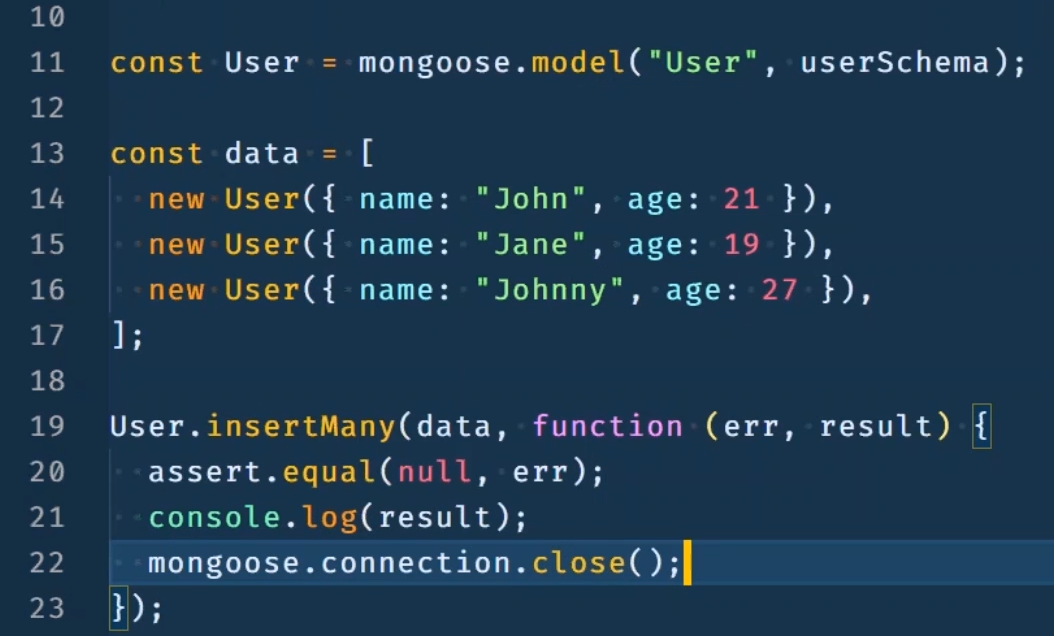 10
11 const User = mongoose.model("User", userSchema);
12
13 const data = [
14   new User({ name: "John", age: 21 }),
15   new User({ name: "Jane", age: 19 }),
16   new User({ name: "Johnny", age: 27 }),
17 ];
18
19 User.insertMany(data, function (err, result) {
20   assert.equal(null, err);
21   console.log(result);
22   mongoose.connection.close();
23 });